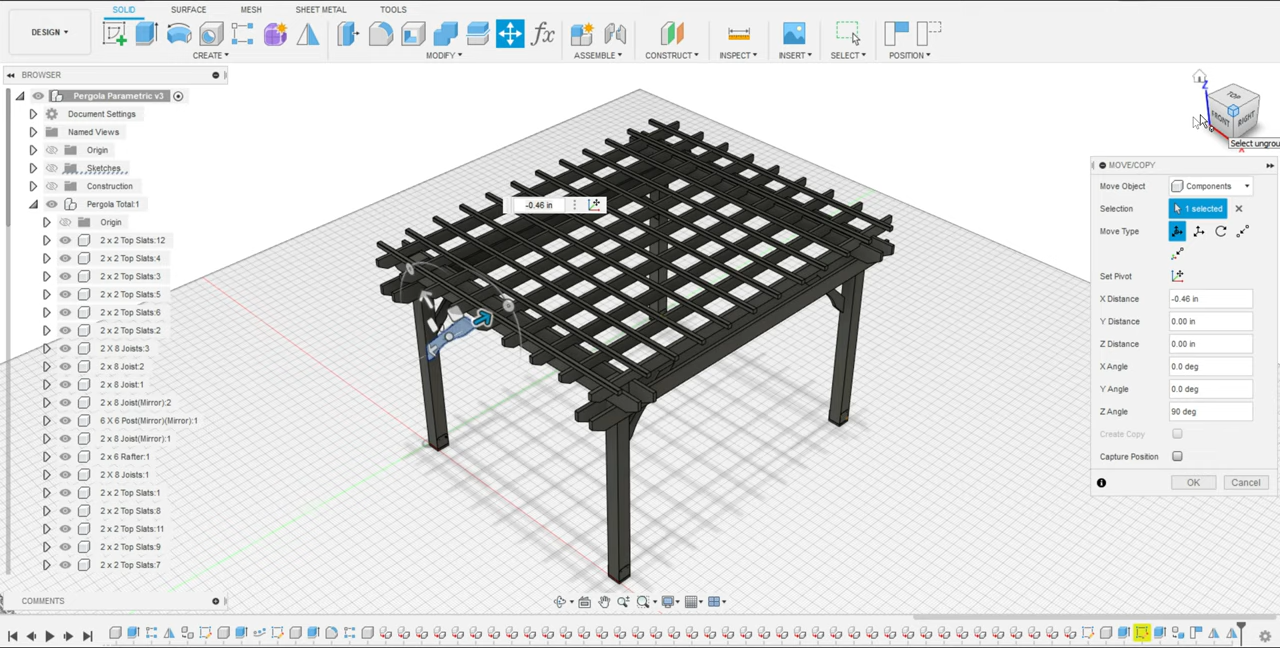 SOLID SURFACE MESH SHEET METAL TOOLS
DESIGN ▾
CREATE ▾ MODIFY ▾ ASSEMBLE ▾ CONSTRUCT ▾ INSPECT ▾ INSERT ▾ SELECT ▾ POSITION ▾
fx
BROWSER
Pergola Parametric v3
Document Settings
Named Views
Origin
Sketches
Construction
Pergola Total:1
Origin
2 x 2 Top Slats:12
2 x 2 Top Slats:4
2 x 2 Top Slats:3
2 x 2 Top Slats:5
2 x 2 Top Slats:6
2 x 2 Top Slats:2
2 X 8 Joists:3
2 x 8 Joist:2
2 x 8 Joist:1
2 x 8 Joist(Mirror):2
6 X 6 Post(Mirror)(Mirror):1
2 x 8 Joist(Mirror):1
2 x 6 Rafter:1
2 X 8 Joists:1
2 x 2 Top Slats:1
2 x 2 Top Slats:8
2 x 2 Top Slats:11
2 x 2 Top Slats:9
2 x 2 Top Slats:7
COMMENTS
-0.46 in
Z
TOP
FRONT
RIGHT
X
Select ungrou
MOVE/COPY
Move Object Components
Selection 1 selected
Move Type
Set Pivot
X Distance -0.46 in
Y Distance 0.00 in
Z Distance 0.00 in
X Angle 0.0 deg
Y Angle 0.0 deg
Z Angle 90 deg
Create Copy
Capture Position
OK Cancel